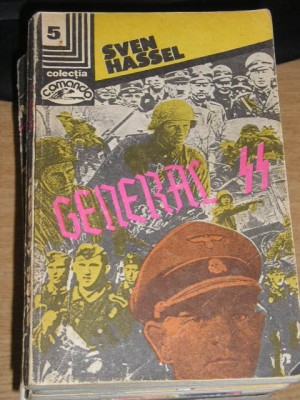 5
colecția
comando
SVEN
HASSEL
GENERAL SS